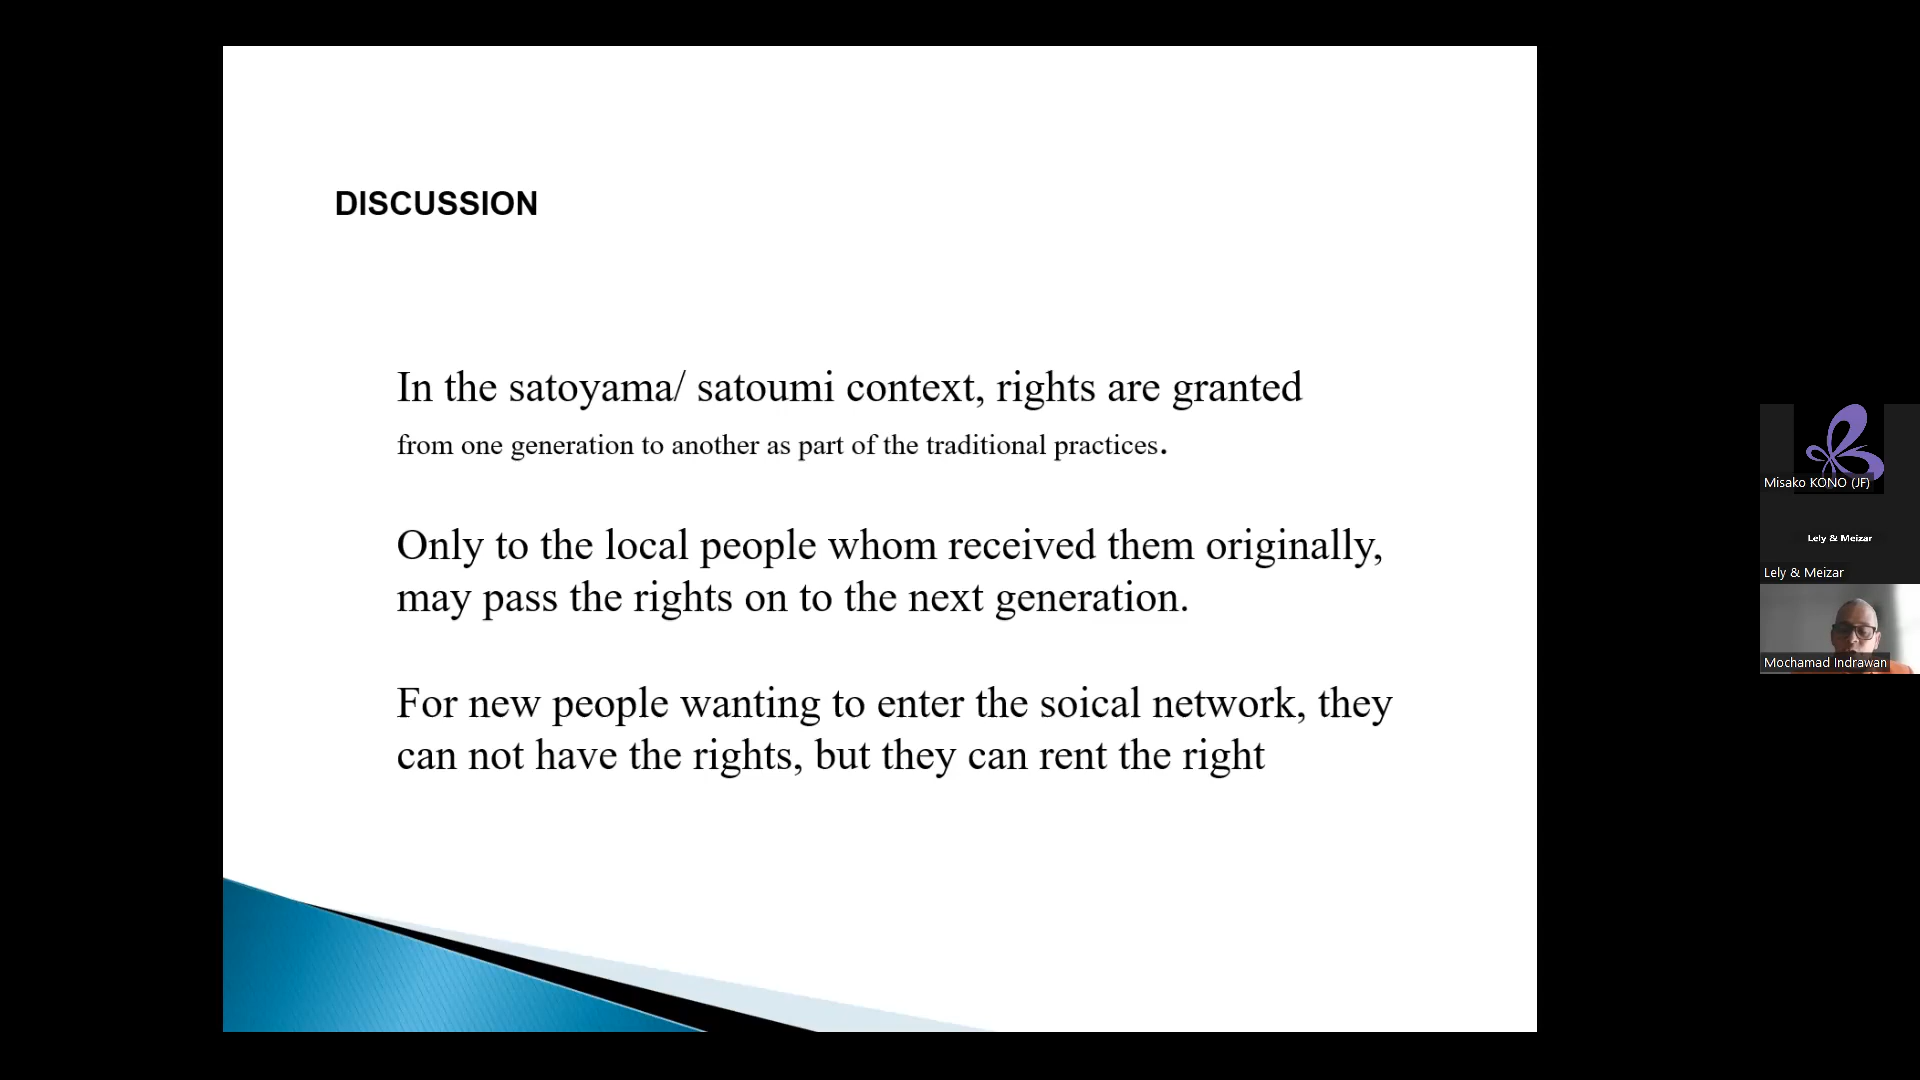 DISCUSSION
In the satoyama/ satoumi context, rights are granted
from one generation to another as part of the traditional practices.
Only to the local people whom received them originally,
may pass the rights on to the next generation.
For new people wanting to enter the soical network, they
can not have the rights, but they can rent the right
Misako KONO (JF)
Lely & Meizar
Lely & Meizar
Mochamad Indrawan